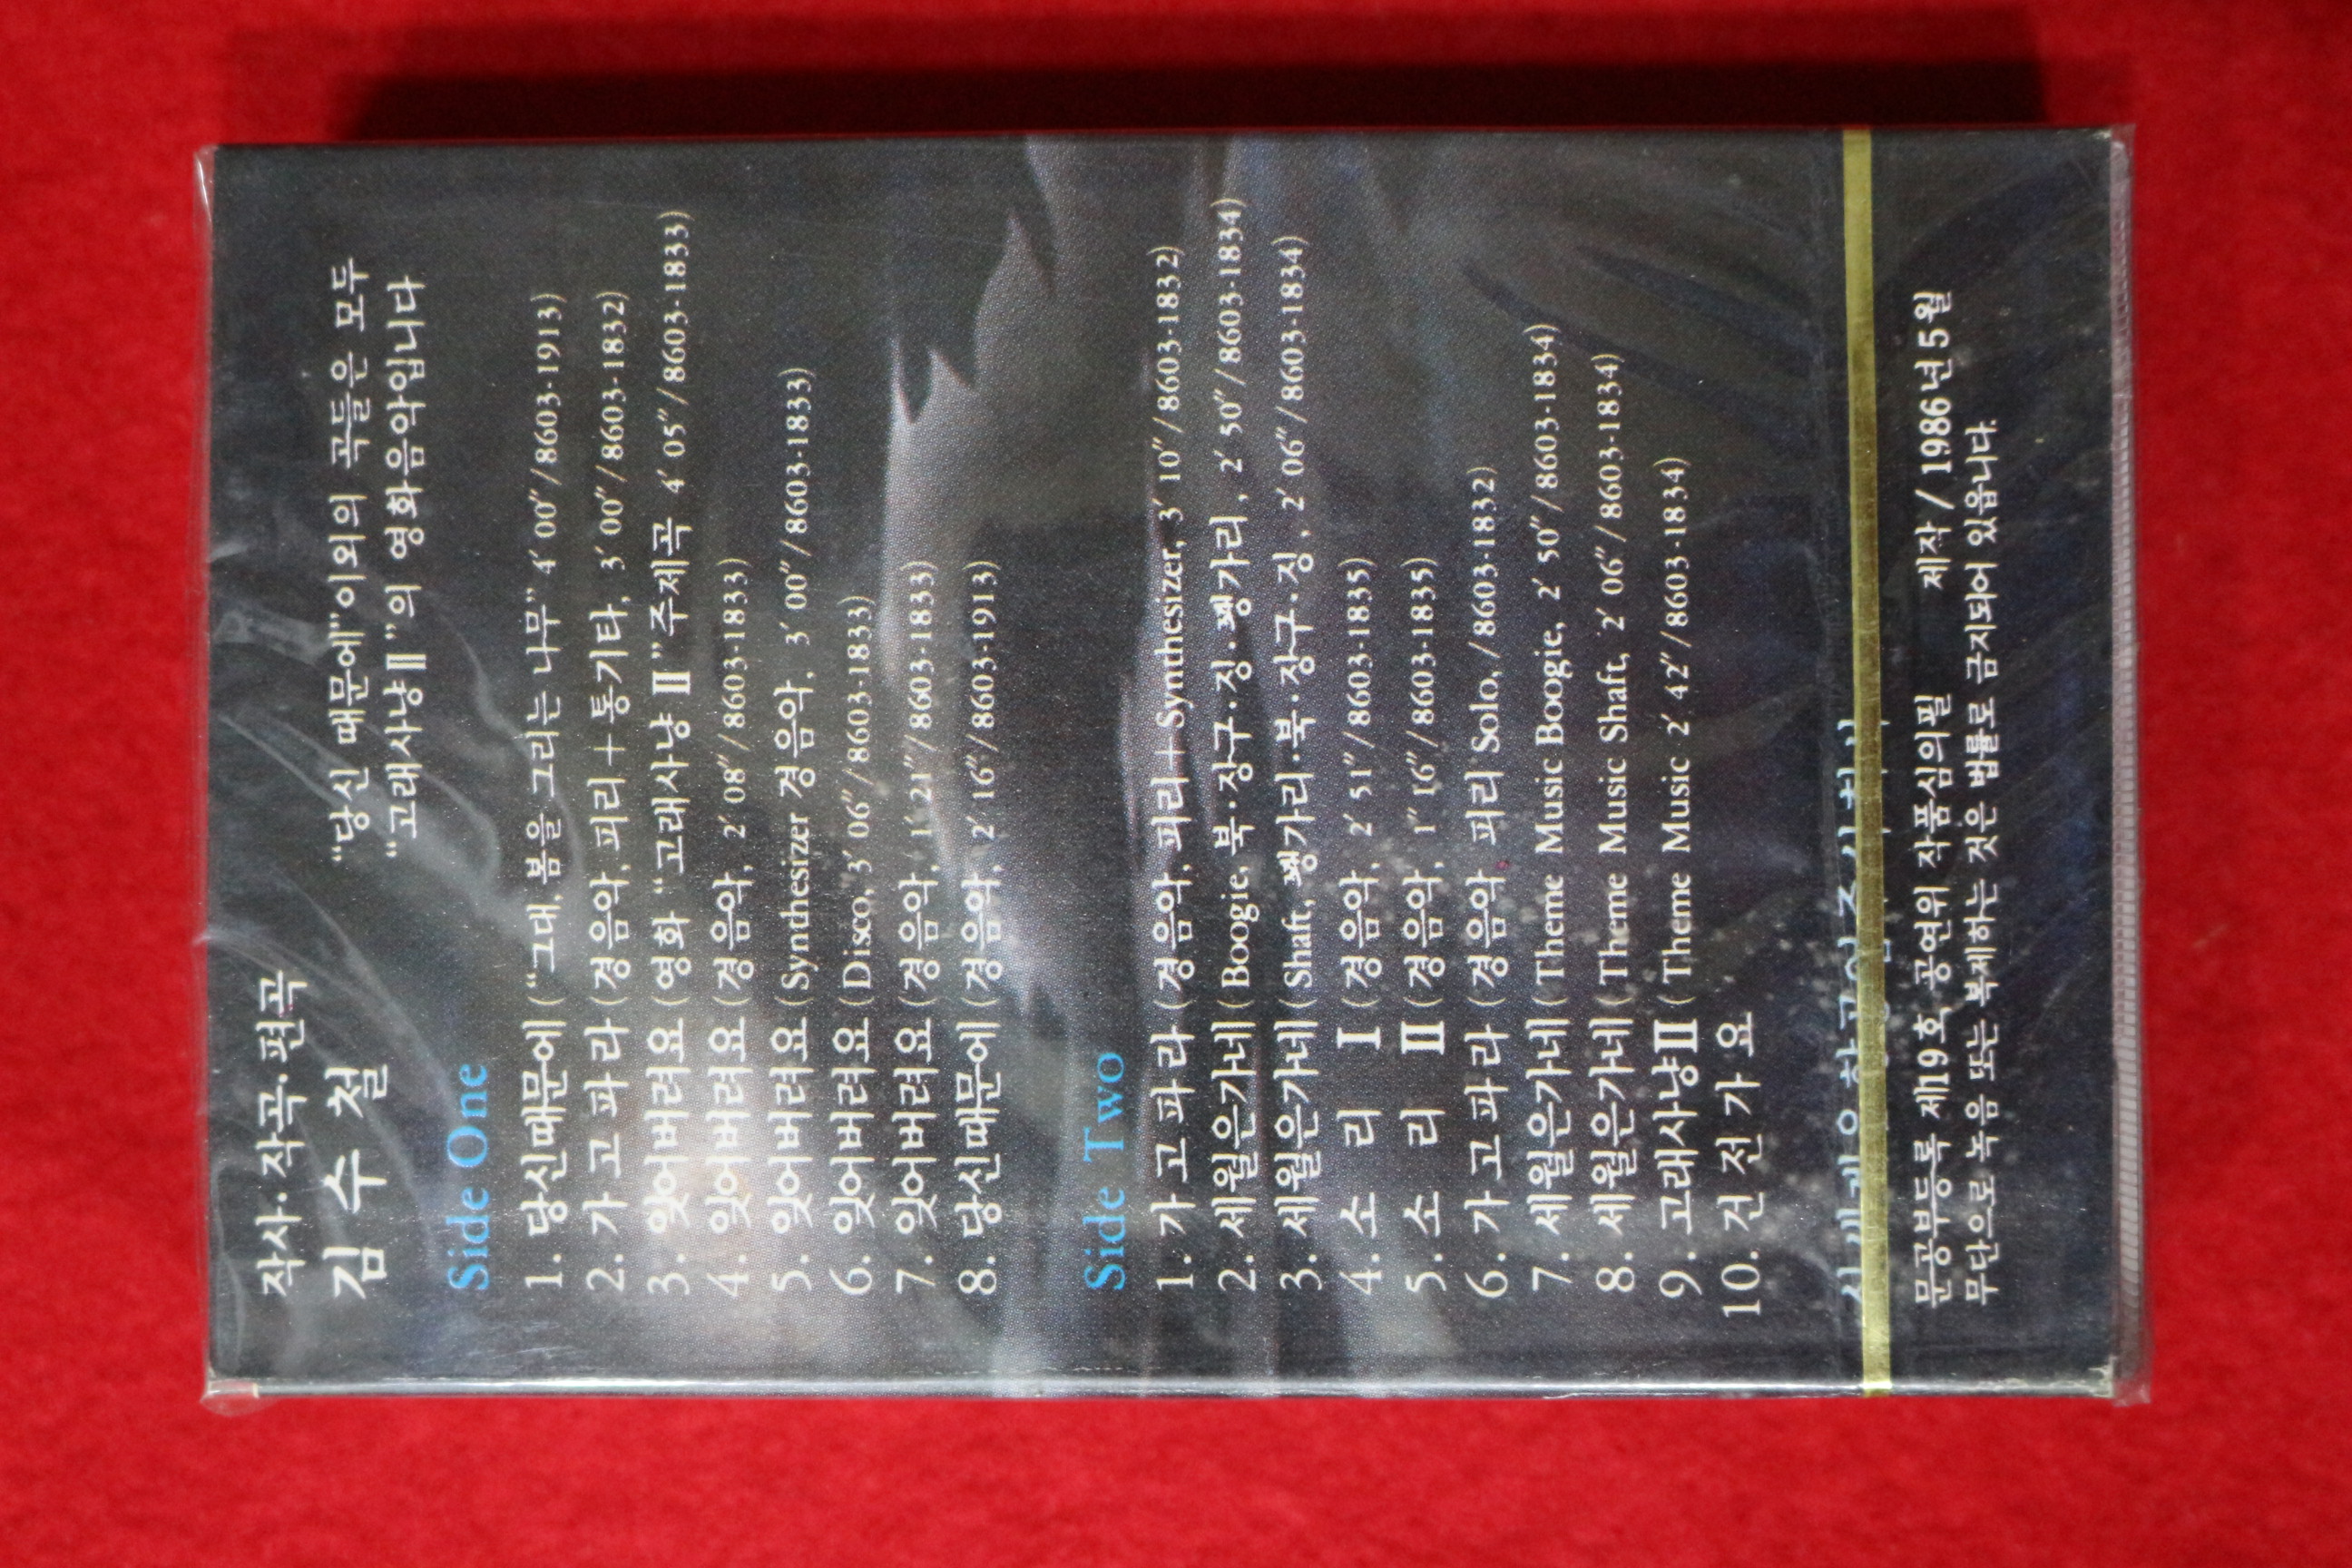 작사·작곡·편곡
김 수 철
“당신 때문에”이외의 곡들은 모두
“고래사냥Ⅱ”의 영화음악입니다
Side One
1. 당신때문에 (“그대, 봄을 그리는 나무” 4′ 00″/8603-1913)
2. 가 고 파 라 (경음악, 피리+통기타, 3′ 00″/8603-1832)
3. 잊어버려요 (영화 “고래사냥 Ⅱ”주제곡 4′ 05″/8603-1833)
4. 잊어버려요 (경음악, 2′ 08″/8603-1833)
5. 잊어버려요 (Synthesizer 경음악, 3′ 00″/8603-1833)
6. 잊어버려요 (Disco, 3′ 06″/8603-1833)
7. 잊어버려요 (경음악, 1′ 21″/8603-1833)
8. 당신때문에 (경음악, 2′ 16″/8603-1913)
Side Two
1. 가 고 파 라 (경음악, 피리+Synthesizer, 3′ 10″/8603-1832)
2. 세월은가네 (Boogie, 북·장구·징·꽹가리, 2′ 50″/8603-1834)
3. 세월은가네 (Shaft, 꽹가리·북·장구·징, 2′ 06″/8603-1834)
4. 소 리 Ⅰ (경음악, 2′ 51″/8603-1835)
5. 소 리 Ⅱ (경음악, 1″ 16″/8603-1835)
6. 가 고 파 라 (경음악 피리 Solo, /8603-1832)
7. 세월은가네 (Theme Music Boogie, 2′ 50″/8603-1834)
8. 세월은가네 (Theme Music Shaft, 2′ 06″/8603-1834)
9. 고래사냥Ⅱ (Theme Music 2′ 42″/8603-1834)
10. 건 전 가 요
문공부등록 제19호 공연위 작품심의필 제작/1986년5월
무단으로 녹음 또는 복제하는 것은 법률로 금지되어 있읍니다.